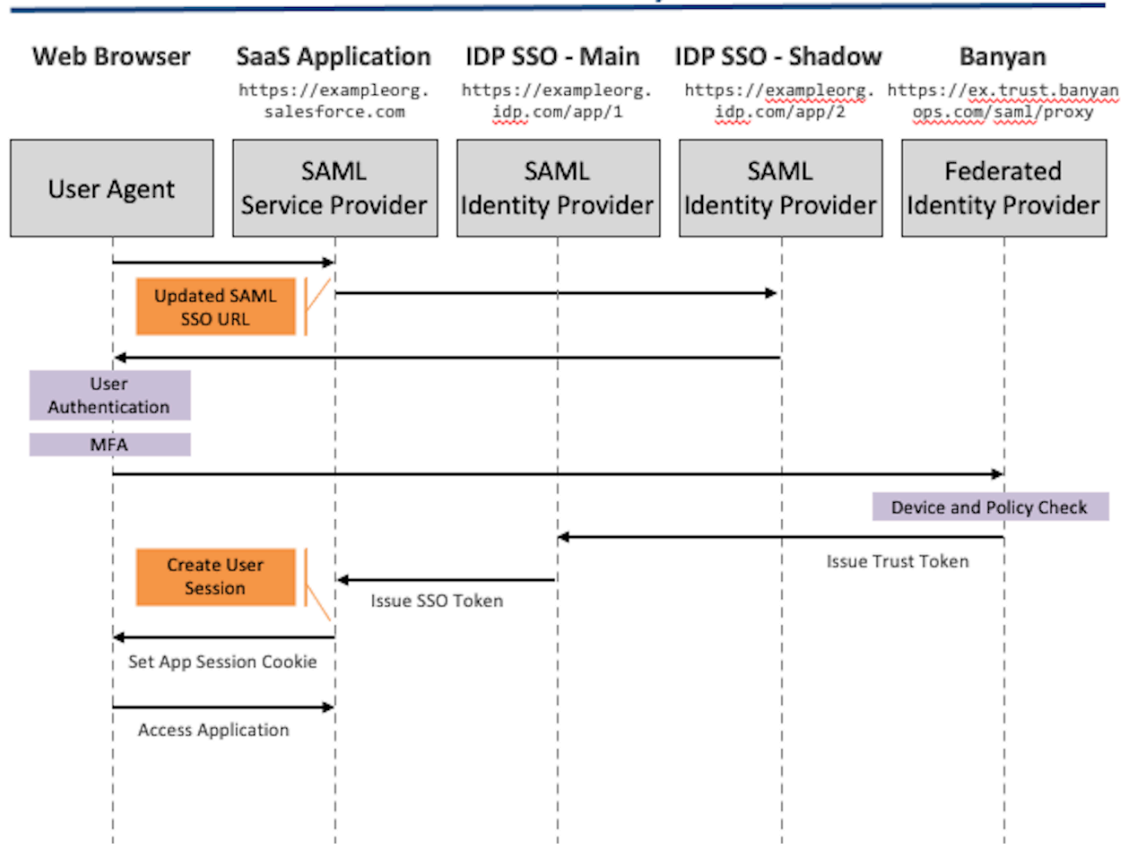 Web Browser
SaaS Application
IDP SSO - Main
IDP SSO - Shadow
Banyan
https://exampleorg.
salesforce.com
https://exampleorg.
idp.com/app/1
https://exampleorg.
idp.com/app/2
https://ex.trust.banyan
ops.com/saml/proxy
User Agent
SAML
Service Provider
SAML
Identity Provider
SAML
Identity Provider
Federated
Identity Provider
Updated SAML
SSO URL
User
Authentication
MFA
Device and Policy Check
Issue Trust Token
Create User
Session
Issue SSO Token
Set App Session Cookie
Access Application